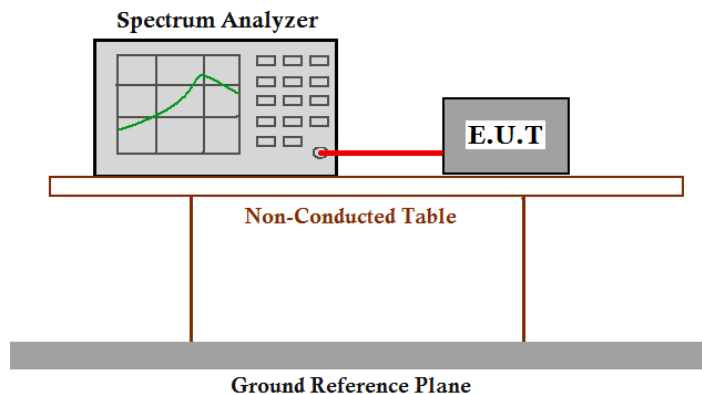 Spectrum Analyzer
E.U.T
Non-Conducted Table
Ground Reference Plane